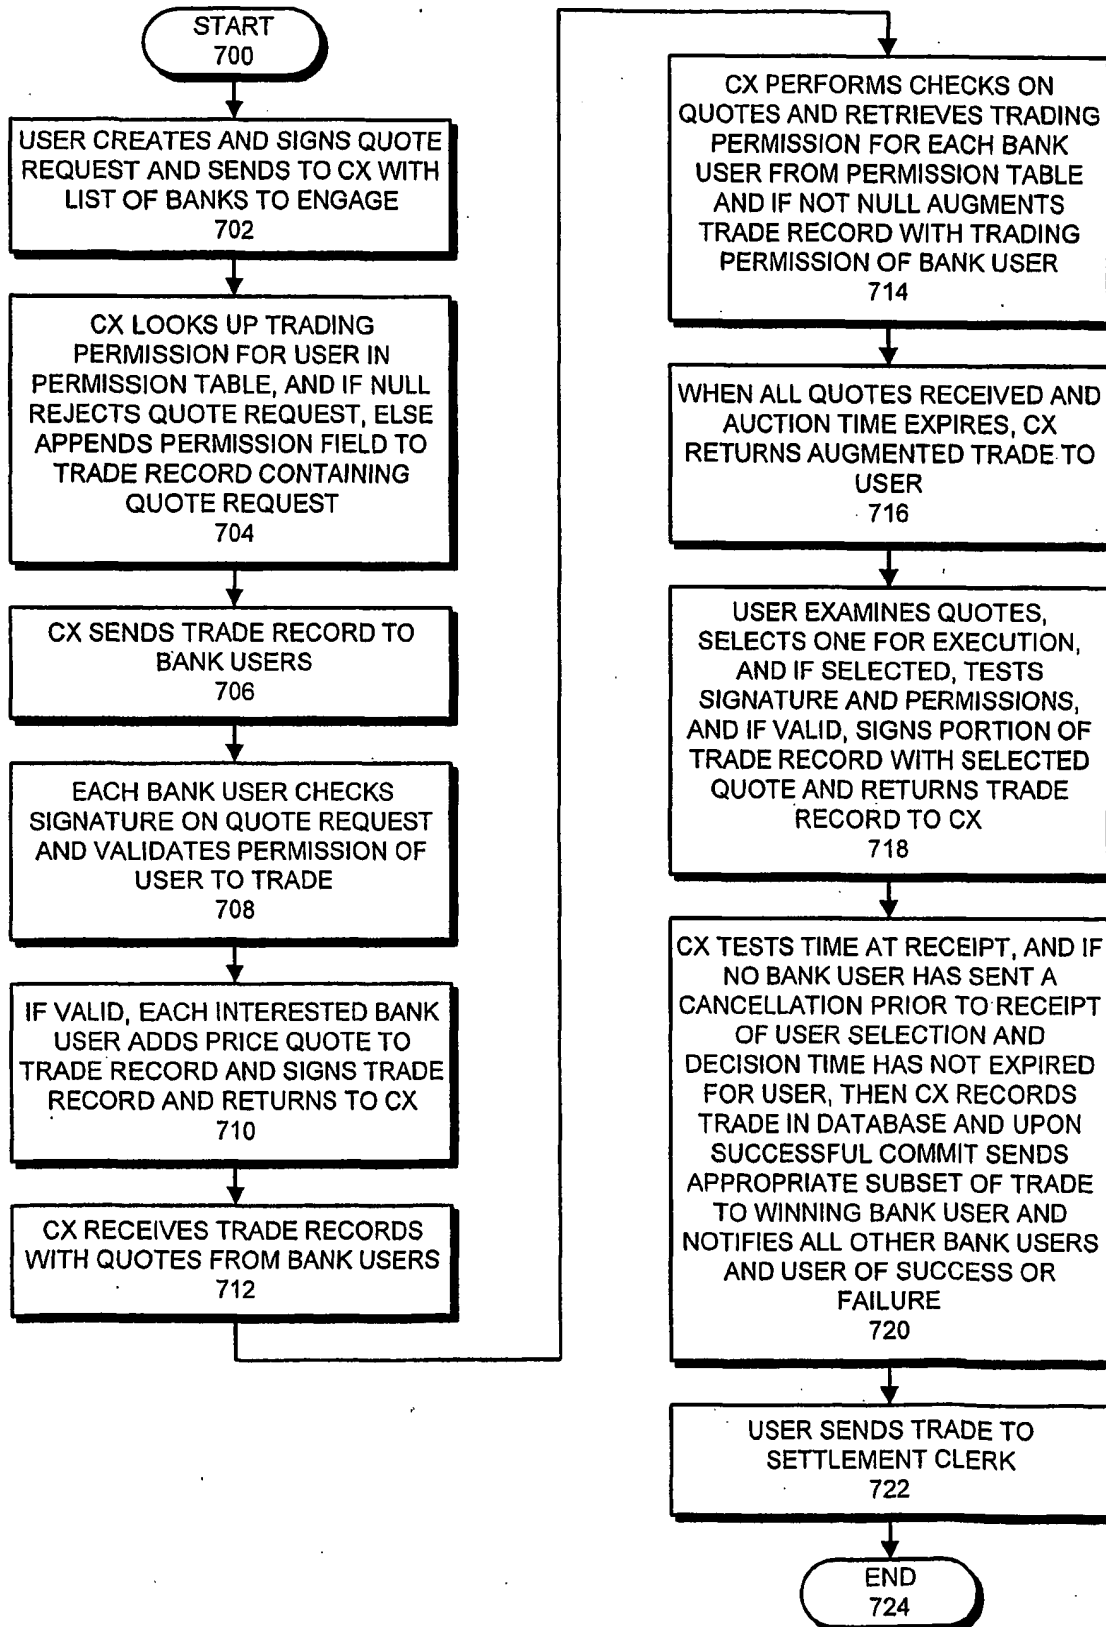 START
700
USER CREATES AND SIGNS QUOTE
REQUEST AND SENDS TO CX WITH
LIST OF BANKS TO ENGAGE
702
CX LOOKS UP TRADING
PERMISSION FOR USER IN
PERMISSION TABLE, AND IF NULL
REJECTS QUOTE REQUEST, ELSE
APPENDS PERMISSION FIELD TO
TRADE RECORD CONTAINING
QUOTE REQUEST
704
CX SENDS TRADE RECORD TO
BANK USERS
706
EACH BANK USER CHECKS
SIGNATURE ON QUOTE REQUEST
AND VALIDATES PERMISSION OF
USER TO TRADE
708
IF VALID, EACH INTERESTED BANK
USER ADDS PRICE QUOTE TO
TRADE RECORD AND SIGNS TRADE
RECORD AND RETURNS TO CX
710
CX RECEIVES TRADE RECORDS
WITH QUOTES FROM BANK USERS
712
CX PERFORMS CHECKS ON
QUOTES AND RETRIEVES TRADING
PERMISSION FOR EACH BANK
USER FROM PERMISSION TABLE
AND IF NOT NULL AUGMENTS
TRADE RECORD WITH TRADING
PERMISSION OF BANK USER
714
WHEN ALL QUOTES RECEIVED AND
AUCTION TIME EXPIRES, CX
RETURNS AUGMENTED TRADE TO
USER
716
USER EXAMINES QUOTES,
SELECTS ONE FOR EXECUTION,
AND IF SELECTED, TESTS
SIGNATURE AND PERMISSIONS,
AND IF VALID, SIGNS PORTION OF
TRADE RECORD WITH SELECTED
QUOTE AND RETURNS TRADE
RECORD TO CX
718
CX TESTS TIME AT RECEIPT, AND IF
NO BANK USER HAS SENT A
CANCELLATION PRIOR TO RECEIPT
OF USER SELECTION AND
DECISION TIME HAS NOT EXPIRED
FOR USER, THEN CX RECORDS
TRADE IN DATABASE AND UPON
SUCCESSFUL COMMIT SENDS
APPROPRIATE SUBSET OF TRADE
TO WINNING BANK USER AND
NOTIFIES ALL OTHER BANK USERS
AND USER OF SUCCESS OR
FAILURE
720
USER SENDS TRADE TO
SETTLEMENT CLERK
722
END
724